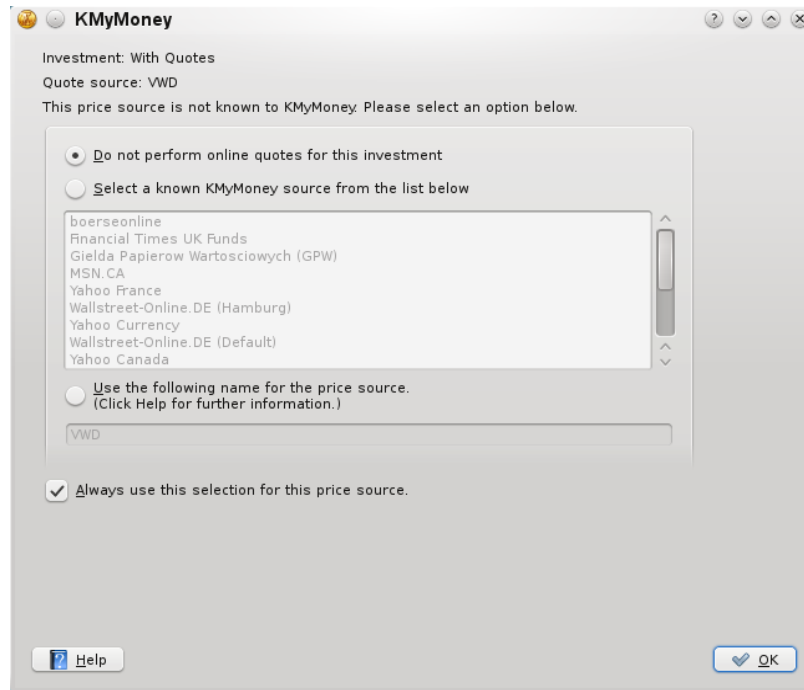 KMyMoney
Investment: With Quotes
Quote source: VWD
This price source is not known to KMyMoney. Please select an option below.
Do not perform online quotes for this investment
Select a known KMyMoney source from the list below
boerseonline
Financial Times UK Funds
Gielda Papierow Wartosciowych (GPW)
MSN.CA
Yahoo France
Wallstreet-Online.DE (Hamburg)
Yahoo Currency
Wallstreet-Online.DE (Default)
Yahoo Canada
Use the following name for the price source.
(Click Help for further information.)
VWD
Always use this selection for this price source.
Help
OK